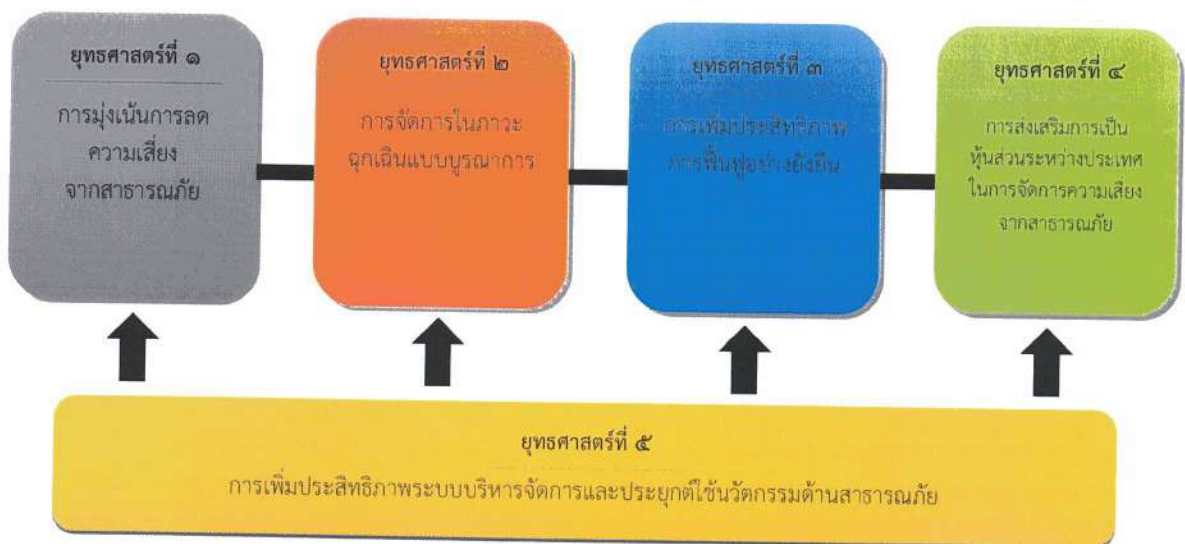 ยุทธศาสตร์ที่ ๑
การมุ่งเน้นการลด
ความเสี่ยง
จากสาธารณภัย
ยุทธศาสตร์ที่ ๒
การจัดการในภาวะ
ฉุกเฉินแบบบูรณาการ
ยุทธศาสตร์ที่ ๓
การเพิ่มประสิทธิภาพ
การฟื้นฟูอย่างยั่งยืน
ยุทธศาสตร์ที่ ๔
การส่งเสริมการเป็น
หุ้นส่วนระหว่างประเทศ
ในการจัดการความเสี่ยง
จากสาธารณภัย
ยุทธศาสตร์ที่ ๕
การเพิ่มประสิทธิภาพระบบบริหารจัดการและประยุกต์ใช้นวัตกรรมด้านสาธารณภัย